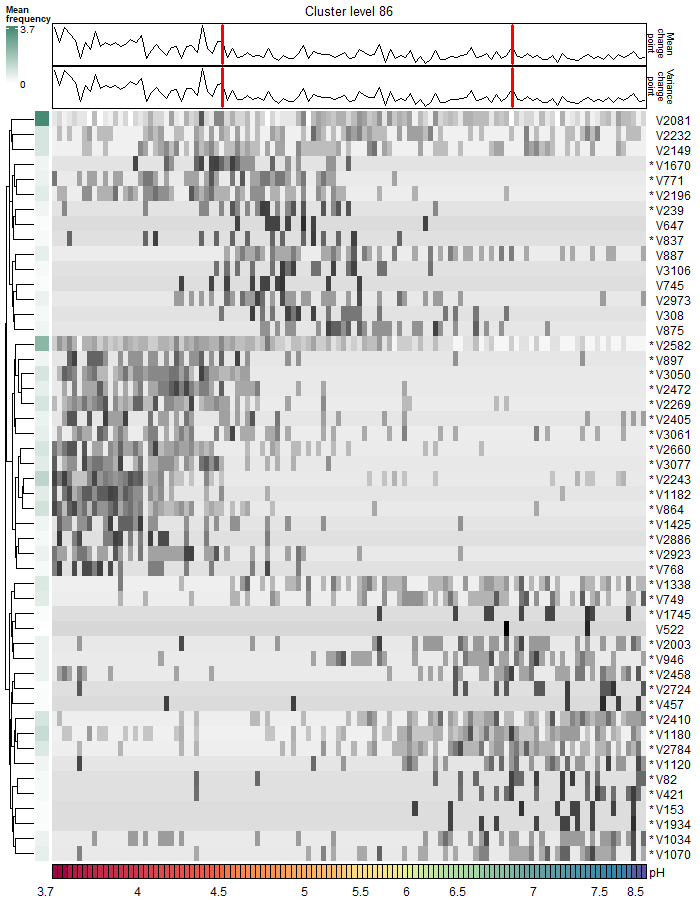 Mean
frequency
3.7
0
Cluster level 86
Mean
change
point
Variance
change
point
V2081
V2232
V2149
* V1670
* V771
* V2196
* V239
V647
* V837
V887
V3106
V745
V2973
V308
V875
* V2582
* V897
* V3050
* V2472
* V2269
* V2405
* V3061
* V2660
* V3077
* V2243
* V1182
* V864
* V1425
* V2886
* V2923
* V768
* V1338
* V749
* V1745
V522
* V2003
* V946
* V2458
* V2724
* V457
* V2410
* V1180
* V2784
* V1120
* V82
* V421
* V153
* V1934
* V1034
* V1070
pH
3.7 4 4.5 5 5.5 6 6.5 7 7.5 8.5